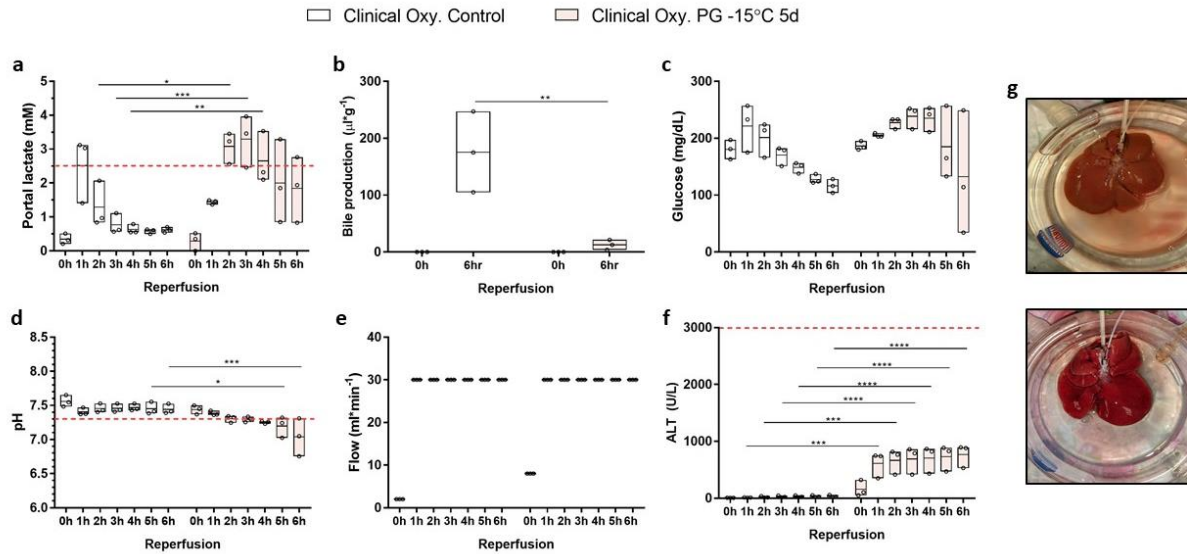 Clinical Oxy. Control
Clinical Oxy. PG -15°C 5d
a
Portal lactate (mM)
5
4
3
2
1
0
*
***
**
0h 1h 2h 3h 4h 5h 6h 0h 1h 2h 3h 4h 5h 6h
Reperfusion
b
Bile production (µl*g⁻¹)
300
200
100
0
**
0h 6hr 0h 6hr
Reperfusion
c
Glucose (mg/dL)
300
200
100
0
0h 1h 2h 3h 4h 5h 6h 0h 1h 2h 3h 4h 5h 6h
Reperfusion
g
d
pH
8.5
8.0
7.5
7.0
6.5
6.0
***
*
0h 1h 2h 3h 4h 5h 6h 0h 1h 2h 3h 4h 5h 6h
Reperfusion
e
Flow (ml*min⁻¹)
40
30
20
10
0
0h 1h 2h 3h 4h 5h 6h 0h 1h 2h 3h 4h 5h 6h
Reperfusion
f
ALT (U/L)
3000
2000
1000
0
****
****
****
****
***
***
0h 1h 2h 3h 4h 5h 6h 0h 1h 2h 3h 4h 5h 6h
Reperfusion